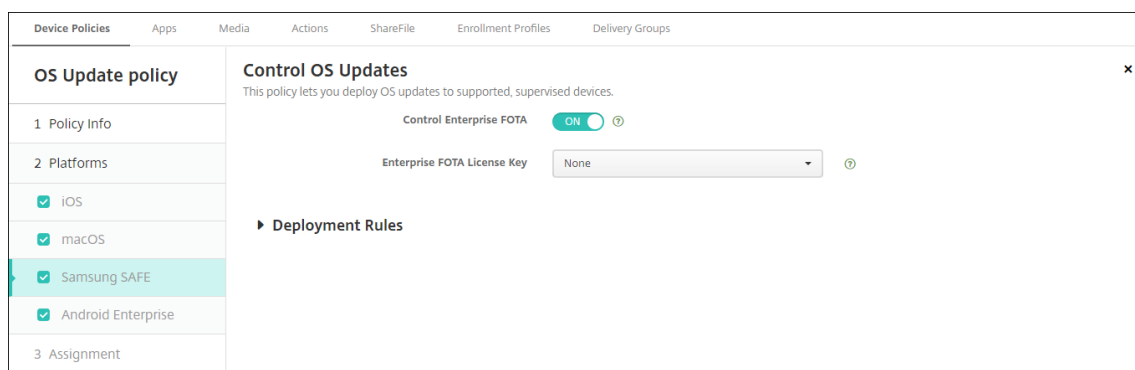 Device Policies Apps Media Actions ShareFile Enrollment Profiles Delivery Groups
OS Update policy
1 Policy Info
2 Platforms
iOS
macOS
Samsung SAFE
Android Enterprise
3 Assignment
Control OS Updates
This policy lets you deploy OS updates to supported, supervised devices.
Control Enterprise FOTA ON
Enterprise FOTA License Key None
Deployment Rules